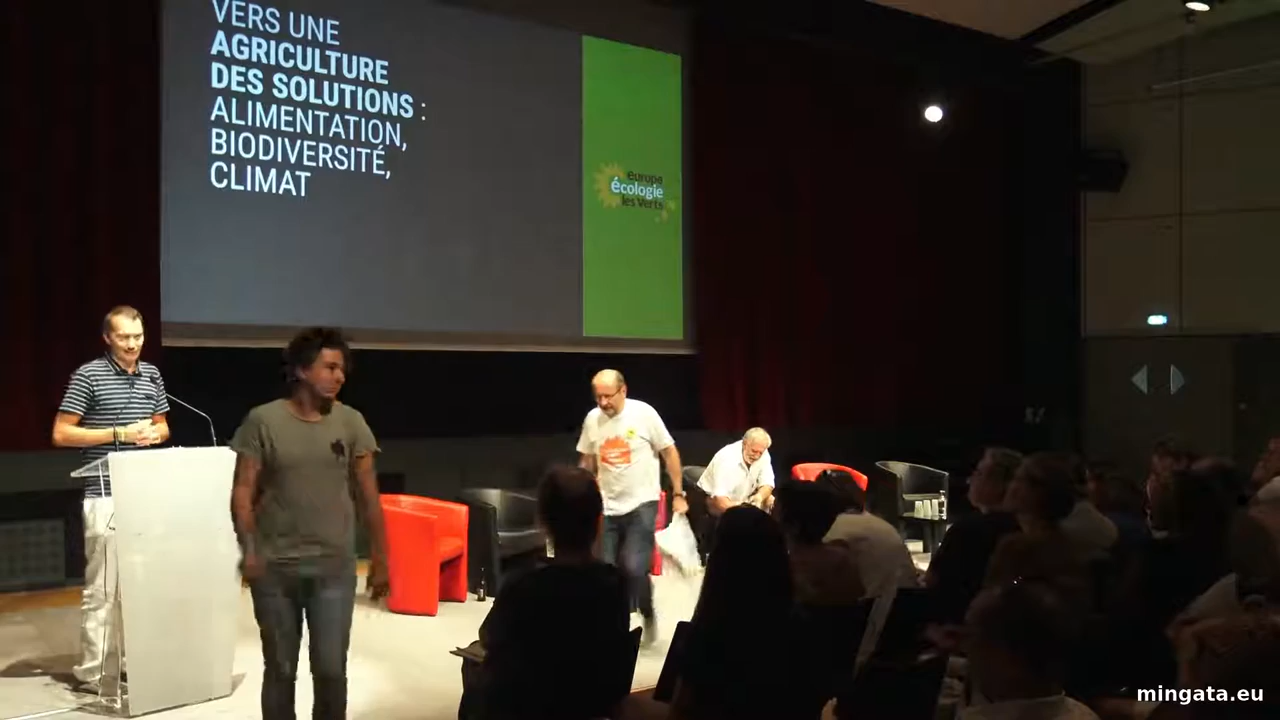 VERS UNE
AGRICULTURE
DES SOLUTIONS :
ALIMENTATION,
BIODIVERSITÉ,
CLIMAT
europe
écologie
les Verts
mingata.eu